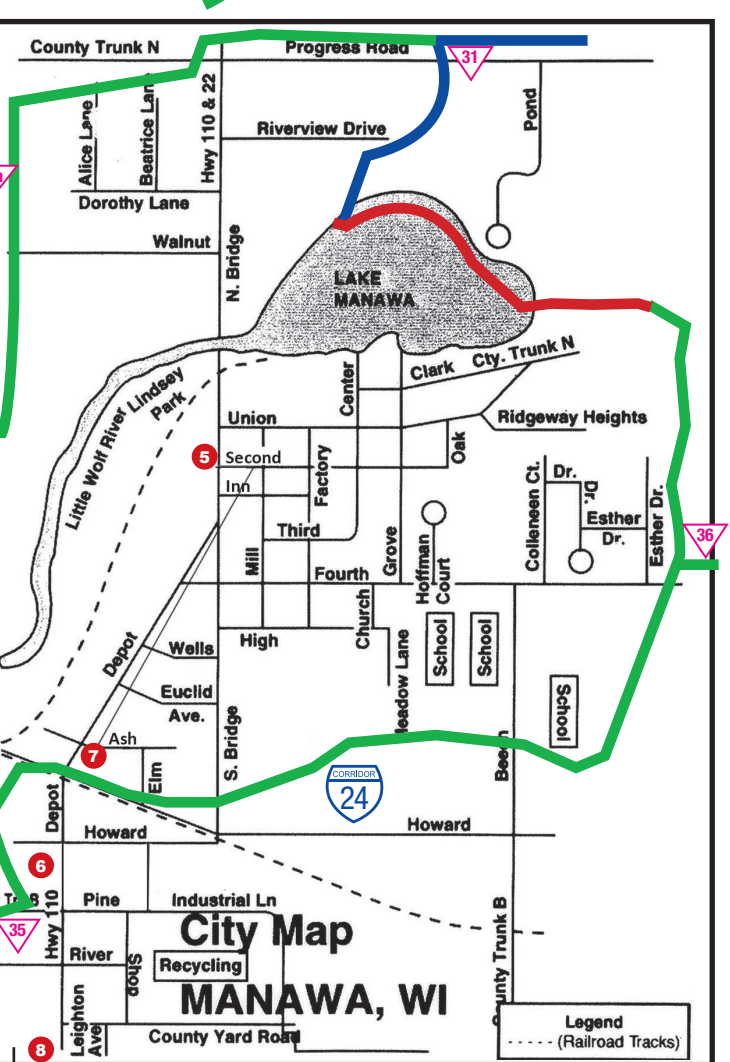 County Trunk N
Progress Road
31
Alice Lane
Beatrice Lan
Hwy 110 & 22
Riverview Drive
Pond
Dorothy Lane
Walnut
N. Bridge
LAKE
MANAWA
Little Wolf River
Lindsey
Park
Center
Clark
Cty. Trunk N
Union
Ridgeway Heights
5
Second
Inn
Factory
Oak
Colleneen Ct.
Dr.
Dr.
Esther
Dr.
Esther Dr.
36
Third
Mill
Grove
Hoffman
Court
Fourth
Church
High
School
School
School
Meadow Lane
Depot
Wells
Euclid
Ave.
Ash
7
Elm
S. Bridge
Beech
CORRIDOR
24
Depot
Howard
Howard
6
Hwy 110
Pine
Industrial Ln
35
City Map
River
Shop
Recycling
MANAWA, WI
County Trunk B
Leighton
Ave
County Yard Road
8
Legend
(Railroad Tracks)